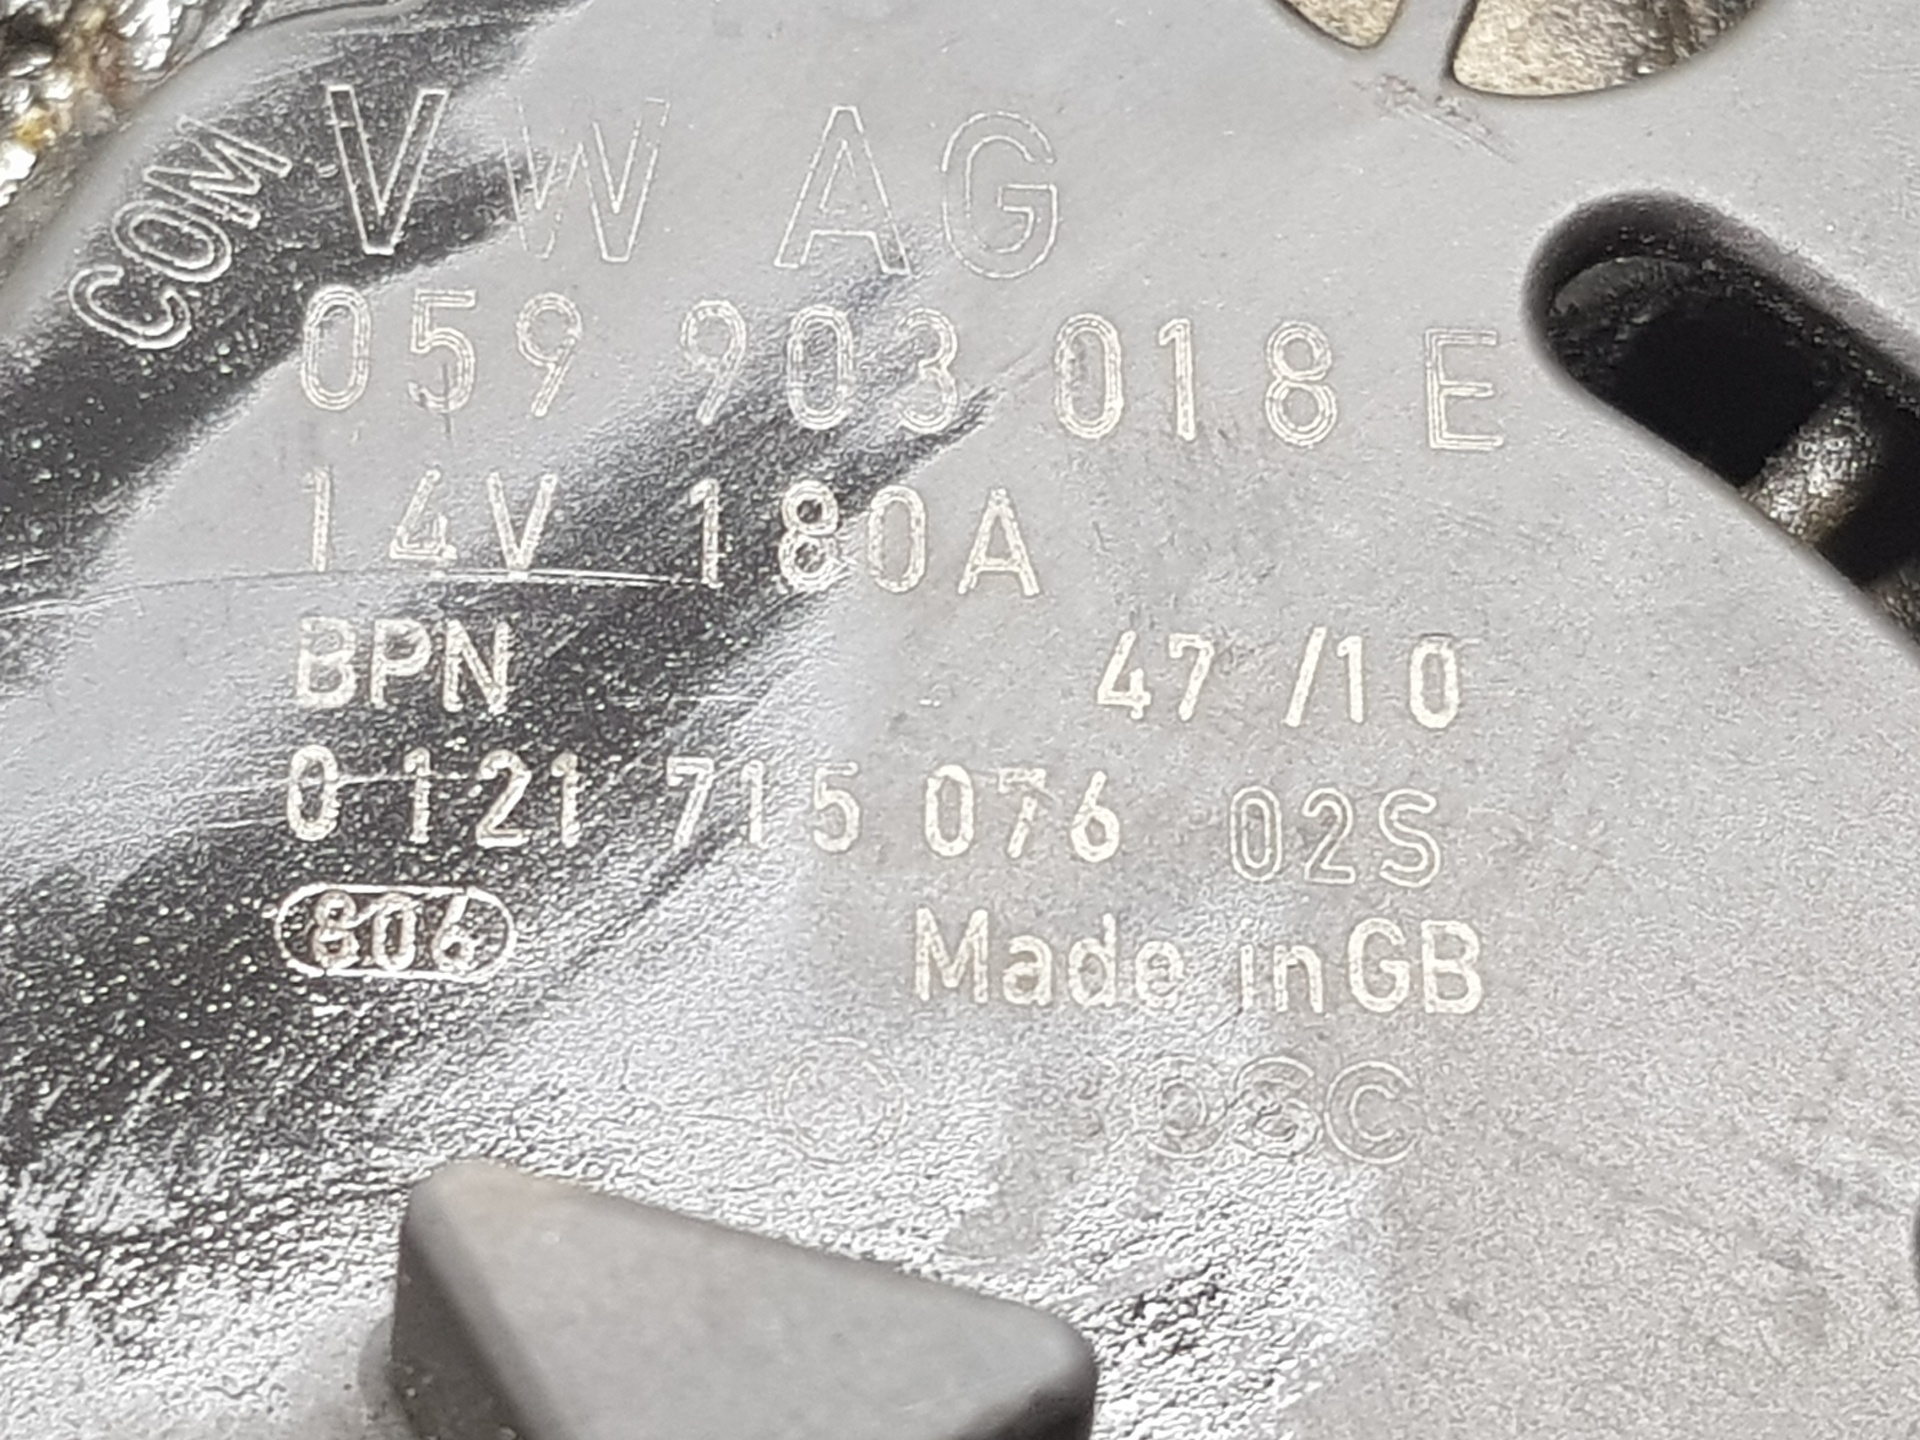 COM
VW AG
059 903 018 E
14V 180A
BPN 47/10
0 121 715 076 02S
806
Made in GB